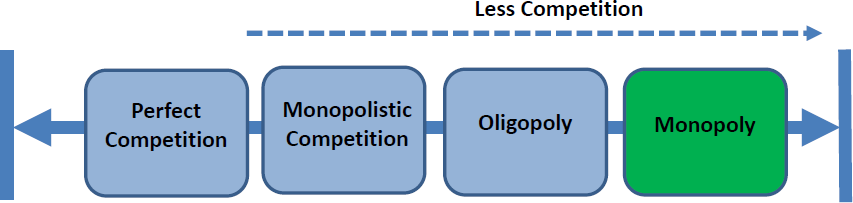 Less Competition
Perfect
Competition
Monopolistic
Competition
Oligopoly
Monopoly